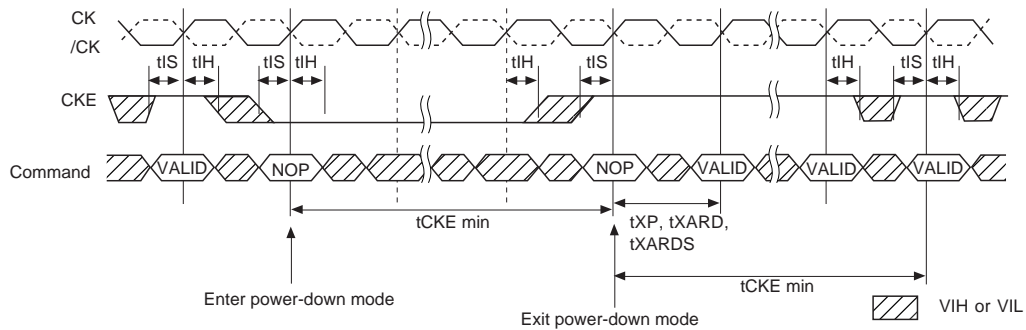 CK
/CK
tIS tIH tIS tIH tIH tIS tIH tIS tIH
CKE
Command VALID NOP NOP VALID VALID VALID
tCKE min
tXP, tXARD,
tXARDS
tCKE min
Enter power-down mode
Exit power-down mode
VIH or VIL